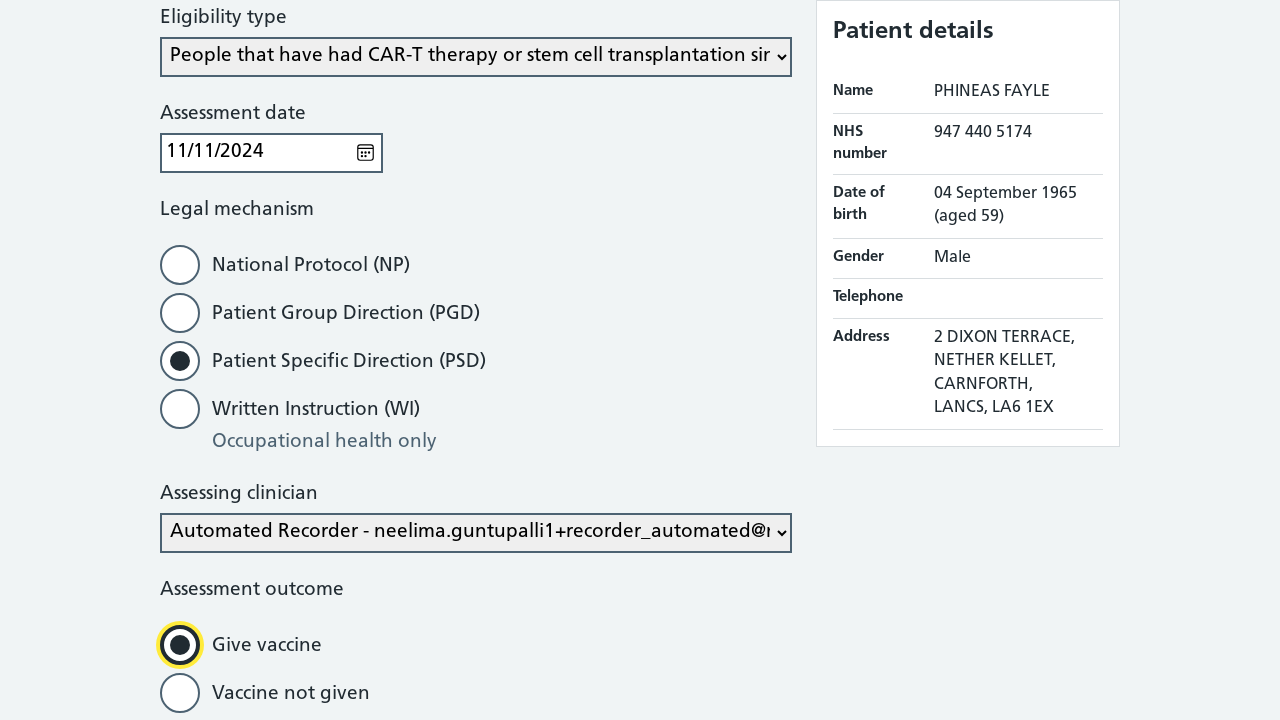 Eligibility type
People that have had CAR-T therapy or stem cell transplantation sin
Assessment date
11/11/2024
Legal mechanism
National Protocol (NP)
Patient Group Direction (PGD)
Patient Specific Direction (PSD)
Written Instruction (WI)
Occupational health only
Assessing clinician
Automated Recorder - neelima.guntupalli1+recorder_automated@
Assessment outcome
Give vaccine
Vaccine not given
Patient details
Name PHINEAS FAYLE
NHS number 947 440 5174
Date of birth 04 September 1965
(aged 59)
Gender Male
Telephone
Address 2 DIXON TERRACE,
NETHER KELLET,
CARNFORTH,
LANCS, LA6 1EX